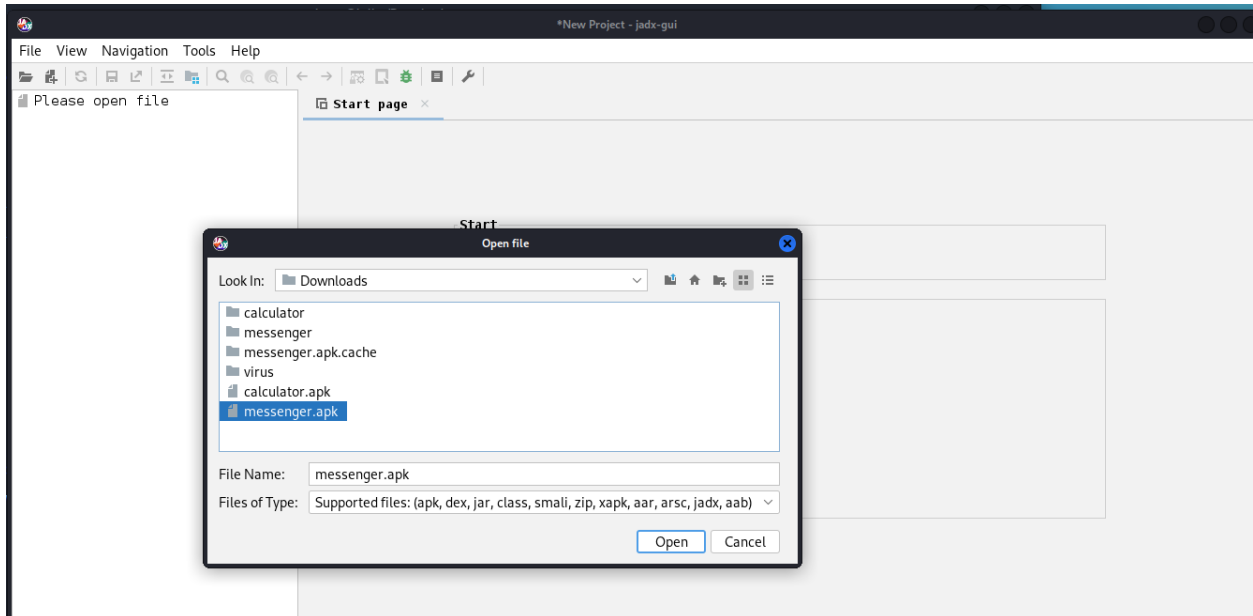 *New Project - jadx-gui
File View Navigation Tools Help
Please open file
Start page
Start
Open file
Look In: Downloads
calculator
messenger
messenger.apk.cache
virus
calculator.apk
messenger.apk
File Name: messenger.apk
Files of Type: Supported files: (apk, dex, jar, class, smali, zip, xapk, aar, arsc, jadx, aab)
Open Cancel